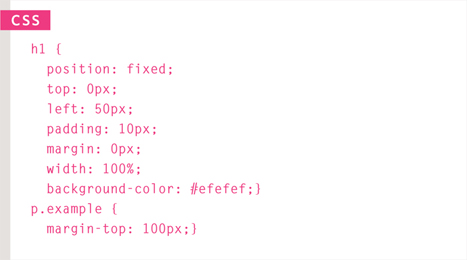 CSS
h1 {
position: fixed;
top: 0px;
left: 50px;
padding: 10px;
margin: 0px;
width: 100%;
background-color: #efefef;}
p.example {
margin-top: 100px;}